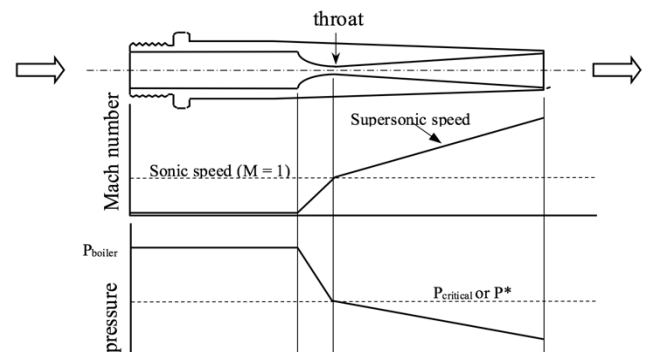 throat
Supersonic speed
Mach number
Sonic speed (M = 1)
Pboiler
Pcritical or P*
pressure